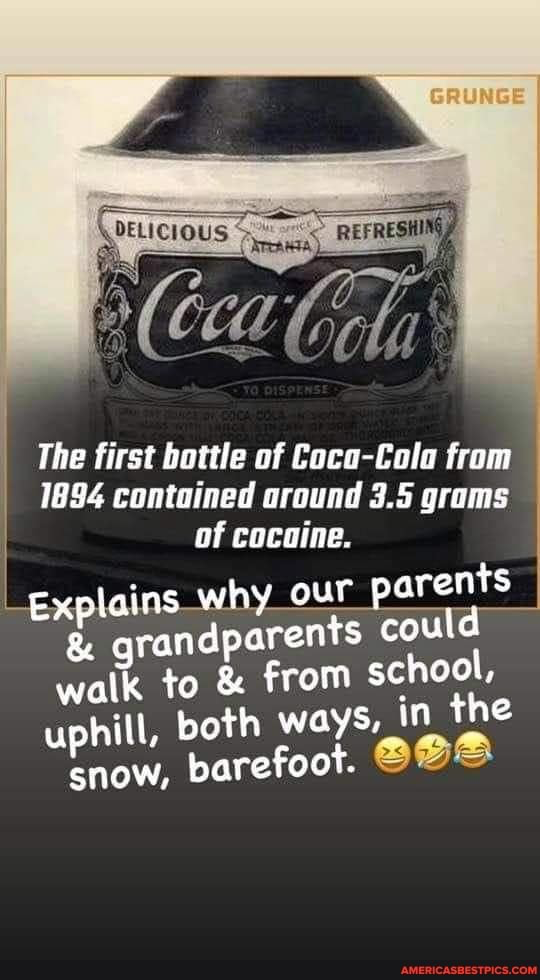 GRUNGE
DELICIOUS HOME OFFICE ATLANTA REFRESHING
Coca-Cola
TO DISPENSE
The first bottle of Coca-Cola from
1894 contained around 3.5 grams
of cocaine.
Explains why our parents
& grandparents could
walk to & from school,
uphill, both ways, in the
snow, barefoot. 😆🤣😂
AMERICASBESTPICS.COM